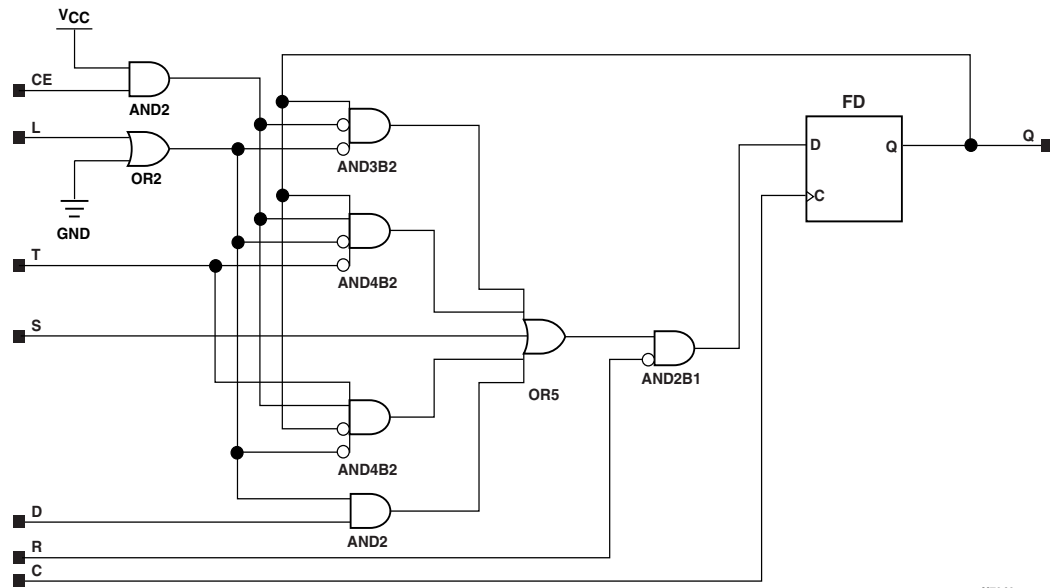 VCC
CE
AND2
L
OR2
GND
AND3B2
T
AND4B2
S
OR5
AND2B1
FD
D
Q
C
Q
AND4B2
D
AND2
R
C